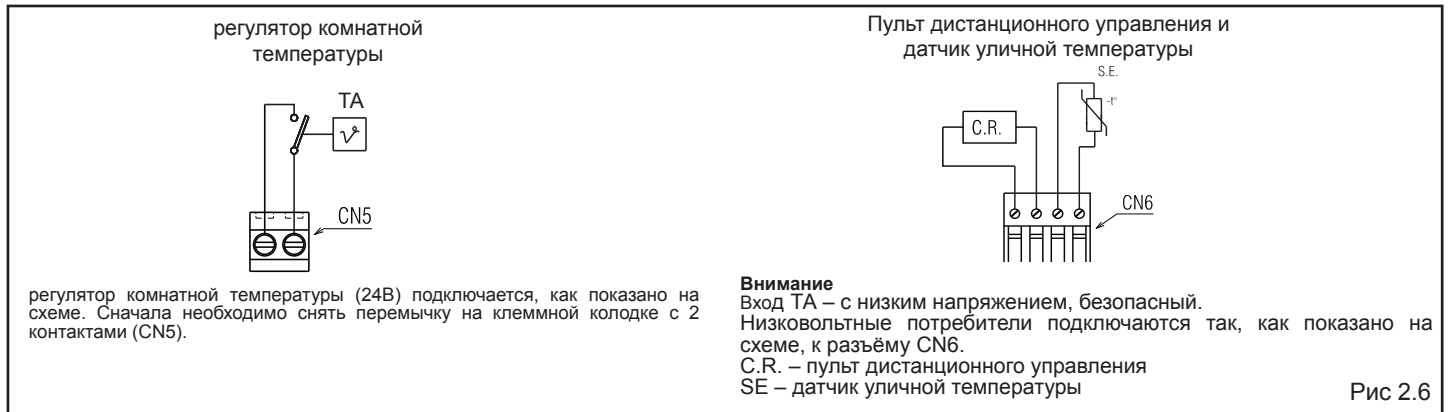 регулятор комнатной
температуры
TA
CN5
регулятор комнатной температуры (24В) подключается, как показано на
схеме. Сначала необходимо снять перемычку на клеммной колодке с 2
контактами (CN5).
Пульт дистанционного управления и
датчик уличной температуры
S.E.
-t°
C.R.
CN6
Внимание
Вход ТА – с низким напряжением, безопасный.
Низковольтные потребители подключаются так, как показано на
схеме, к разъёму CN6.
C.R. – пульт дистанционного управления
SE – датчик уличной температуры
Рис 2.6